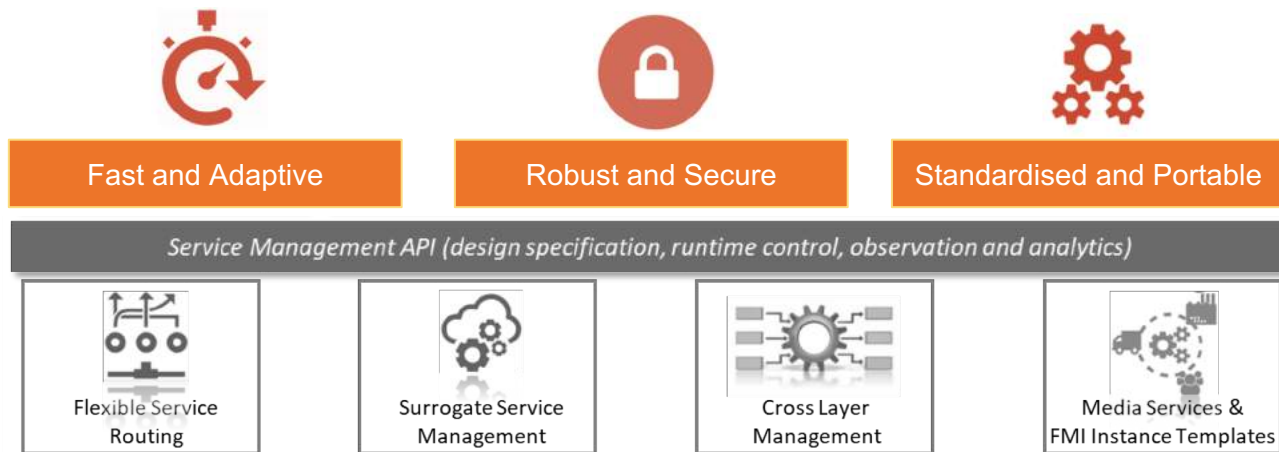 Fast and Adaptive
Robust and Secure
Standardised and Portable
Service Management API (design specification, runtime control, observation and analytics)
Flexible Service
Routing
Surrogate Service
Management
Cross Layer
Management
Media Services &
FMI Instance Templates